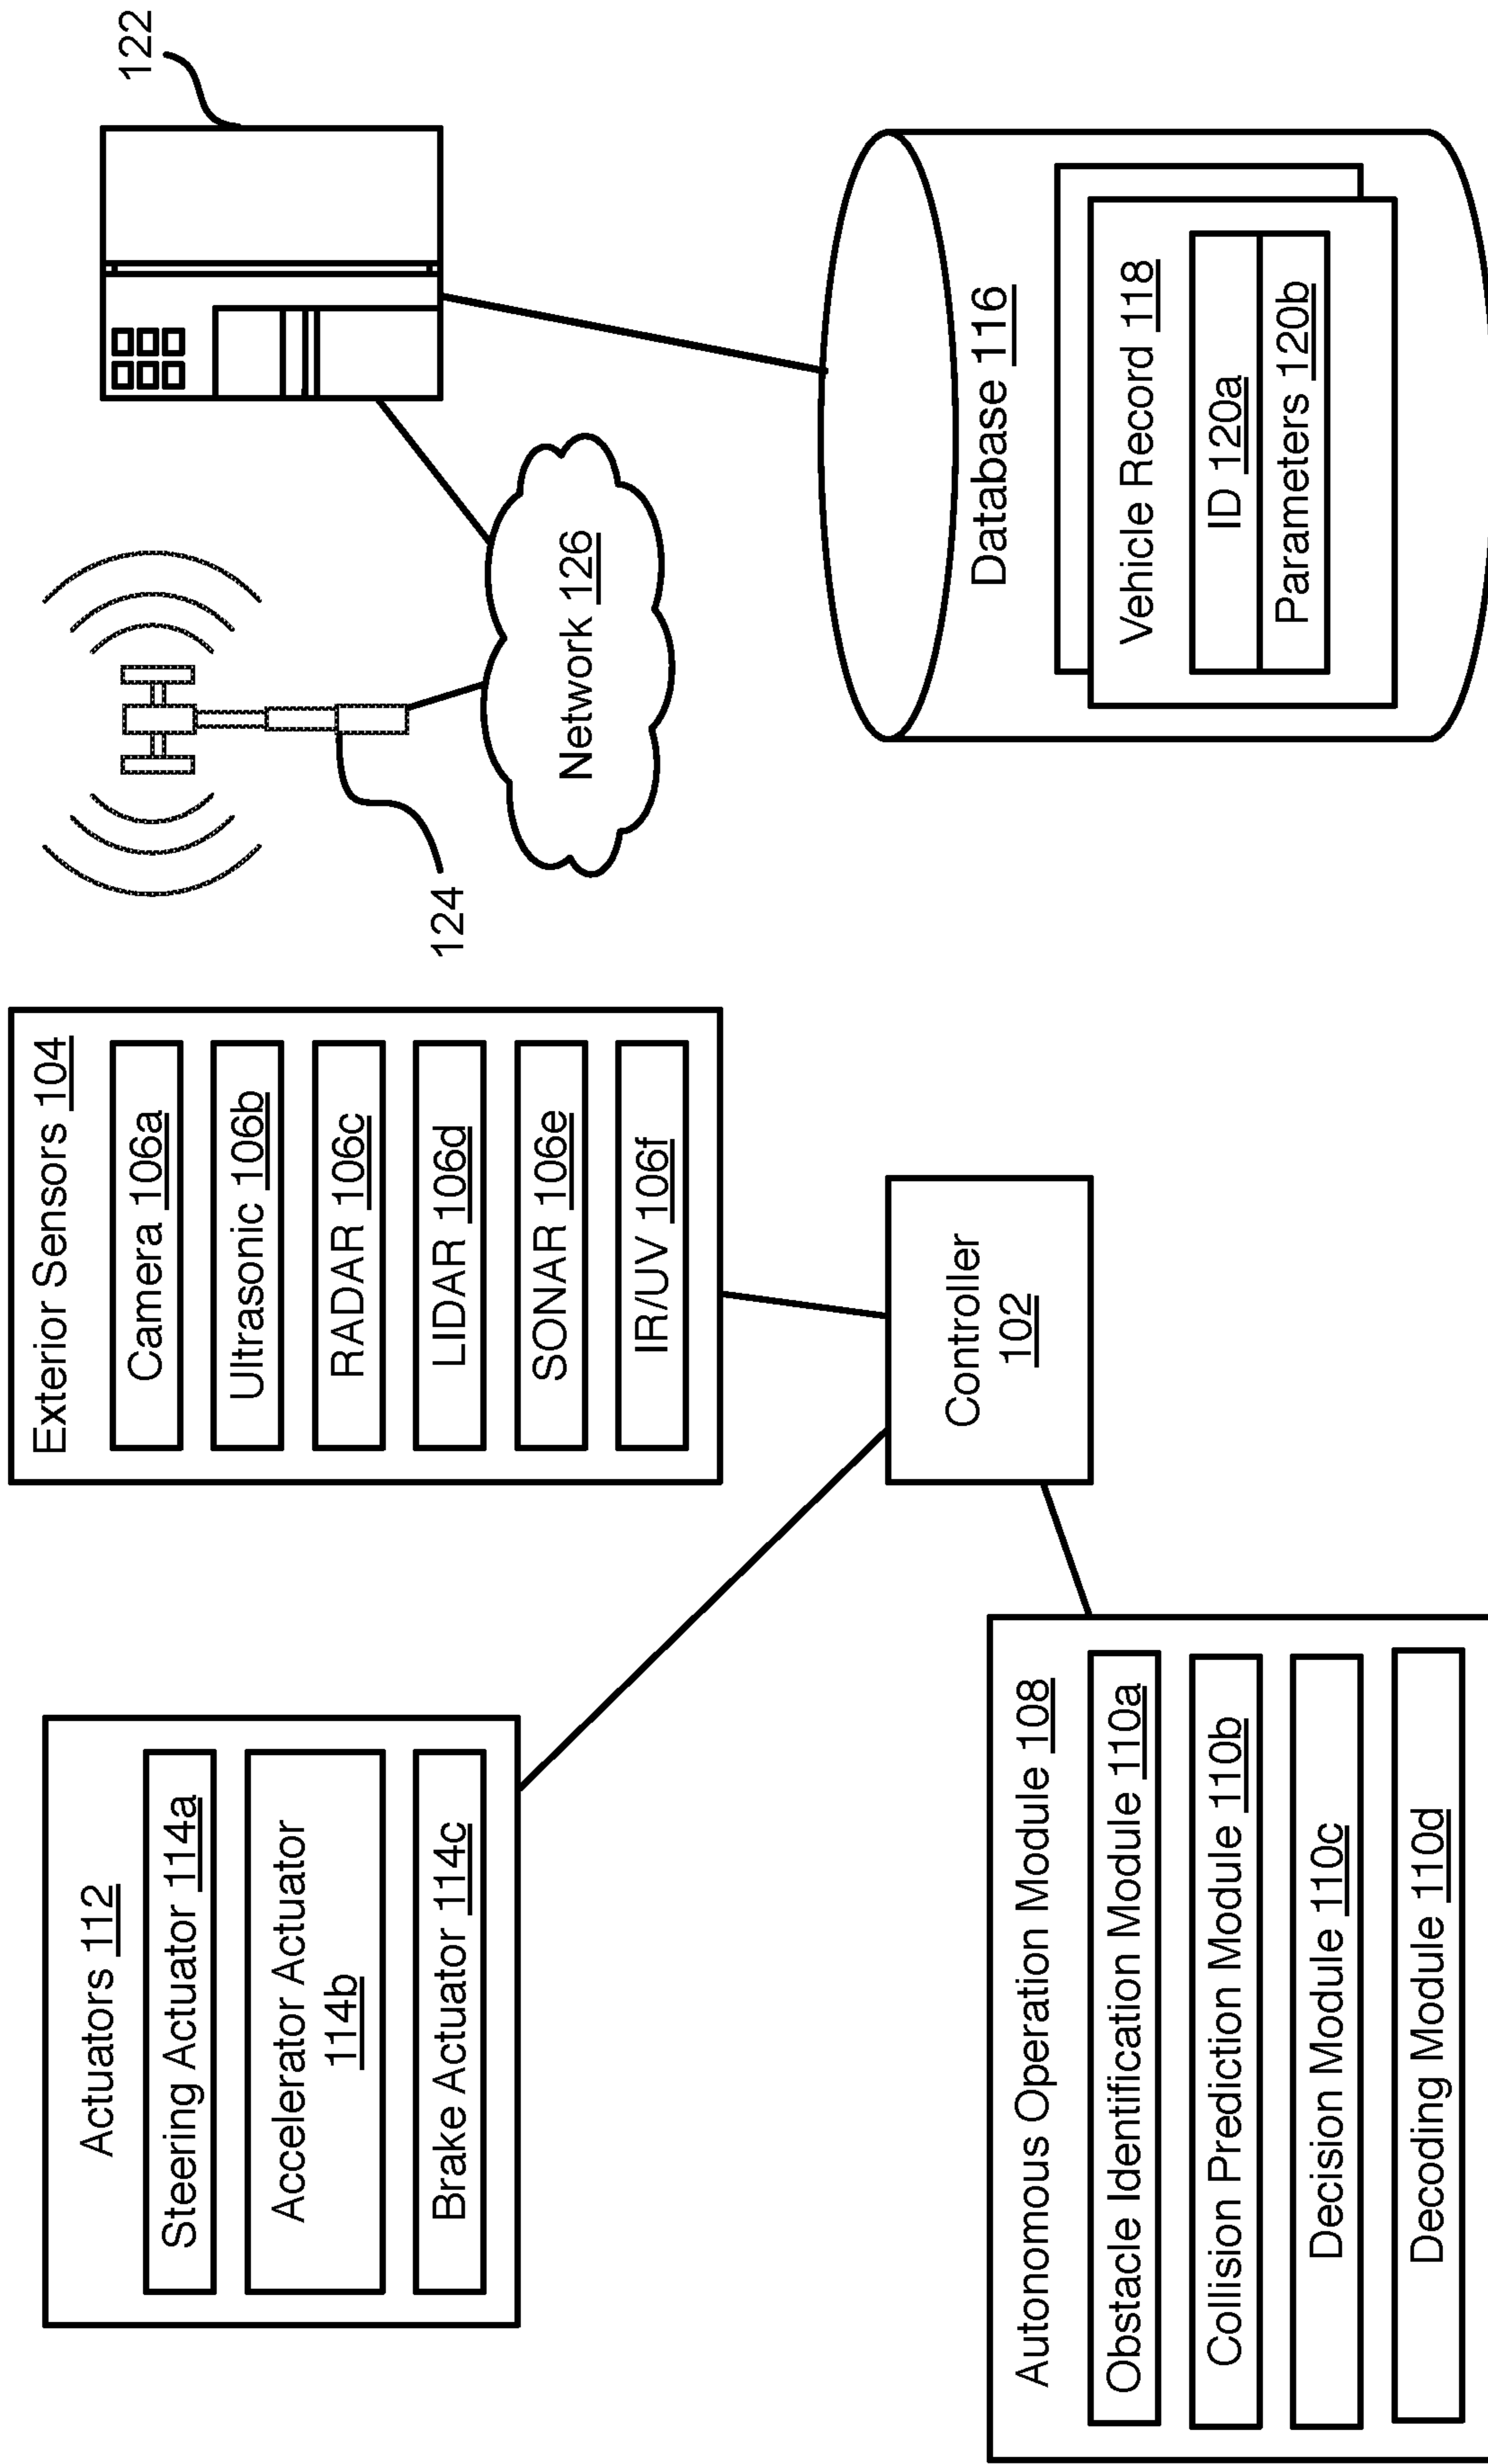 Actuators 112
Steering Actuator 114a
Accelerator Actuator
114b
Brake Actuator 114c
Exterior Sensors 104
Camera 106a
Ultrasonic 106b
RADAR 106c
LIDAR 106d
SONAR 106e
IR/UV 106f
124
122
Network 126
Controller
102
Autonomous Operation Module 108
Obstacle Identification Module 110a
Collision Prediction Module 110b
Decision Module 110c
Decoding Module 110d
Database 116
Vehicle Record 118
ID 120a
Parameters 120b